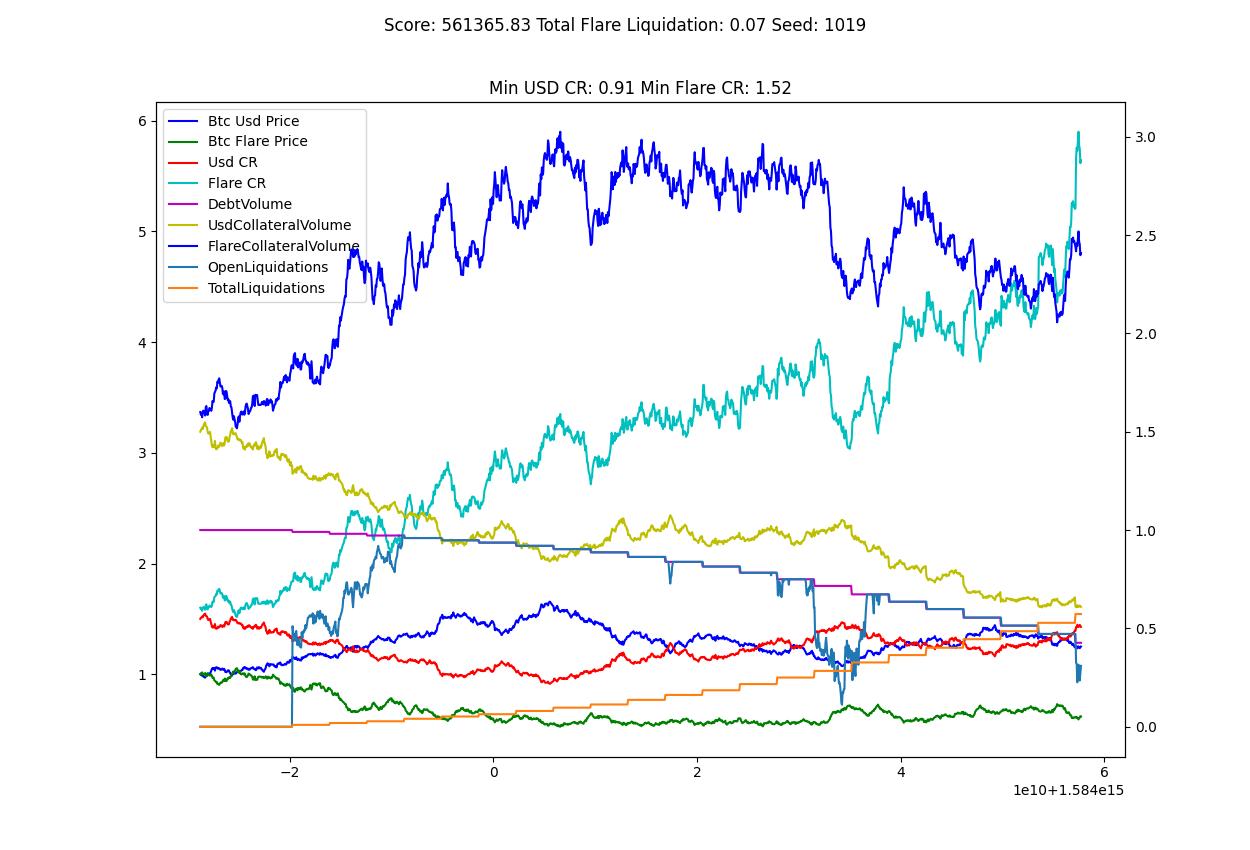 Score: 561365.83 Total Flare Liquidation: 0.07 Seed: 1019
Min USD CR: 0.91 Min Flare CR: 1.52
6
5
4
3
2
1
Btc Usd Price
Btc Flare Price
Usd CR
Flare CR
DebtVolume
UsdCollateralVolume
FlareCollateralVolume
OpenLiquidations
TotalLiquidations
3.0
2.5
2.0
1.5
1.0
0.5
0.0
−2 0 2 4 6
1e10+1.584e15